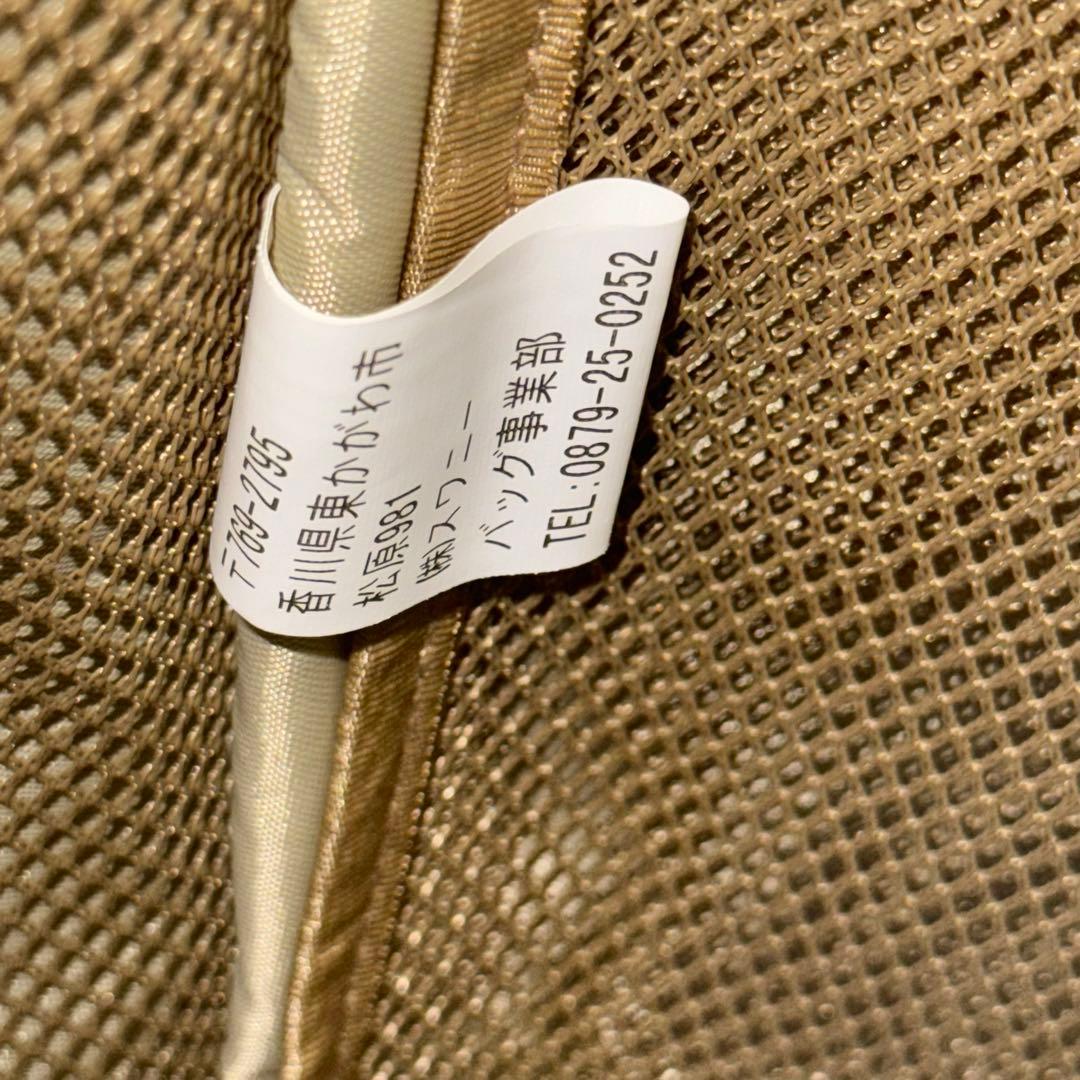 〒769-2795
香川県東かがわ市
松原981
㈱スワニー
バッグ事業部
TEL:0879-25-0252